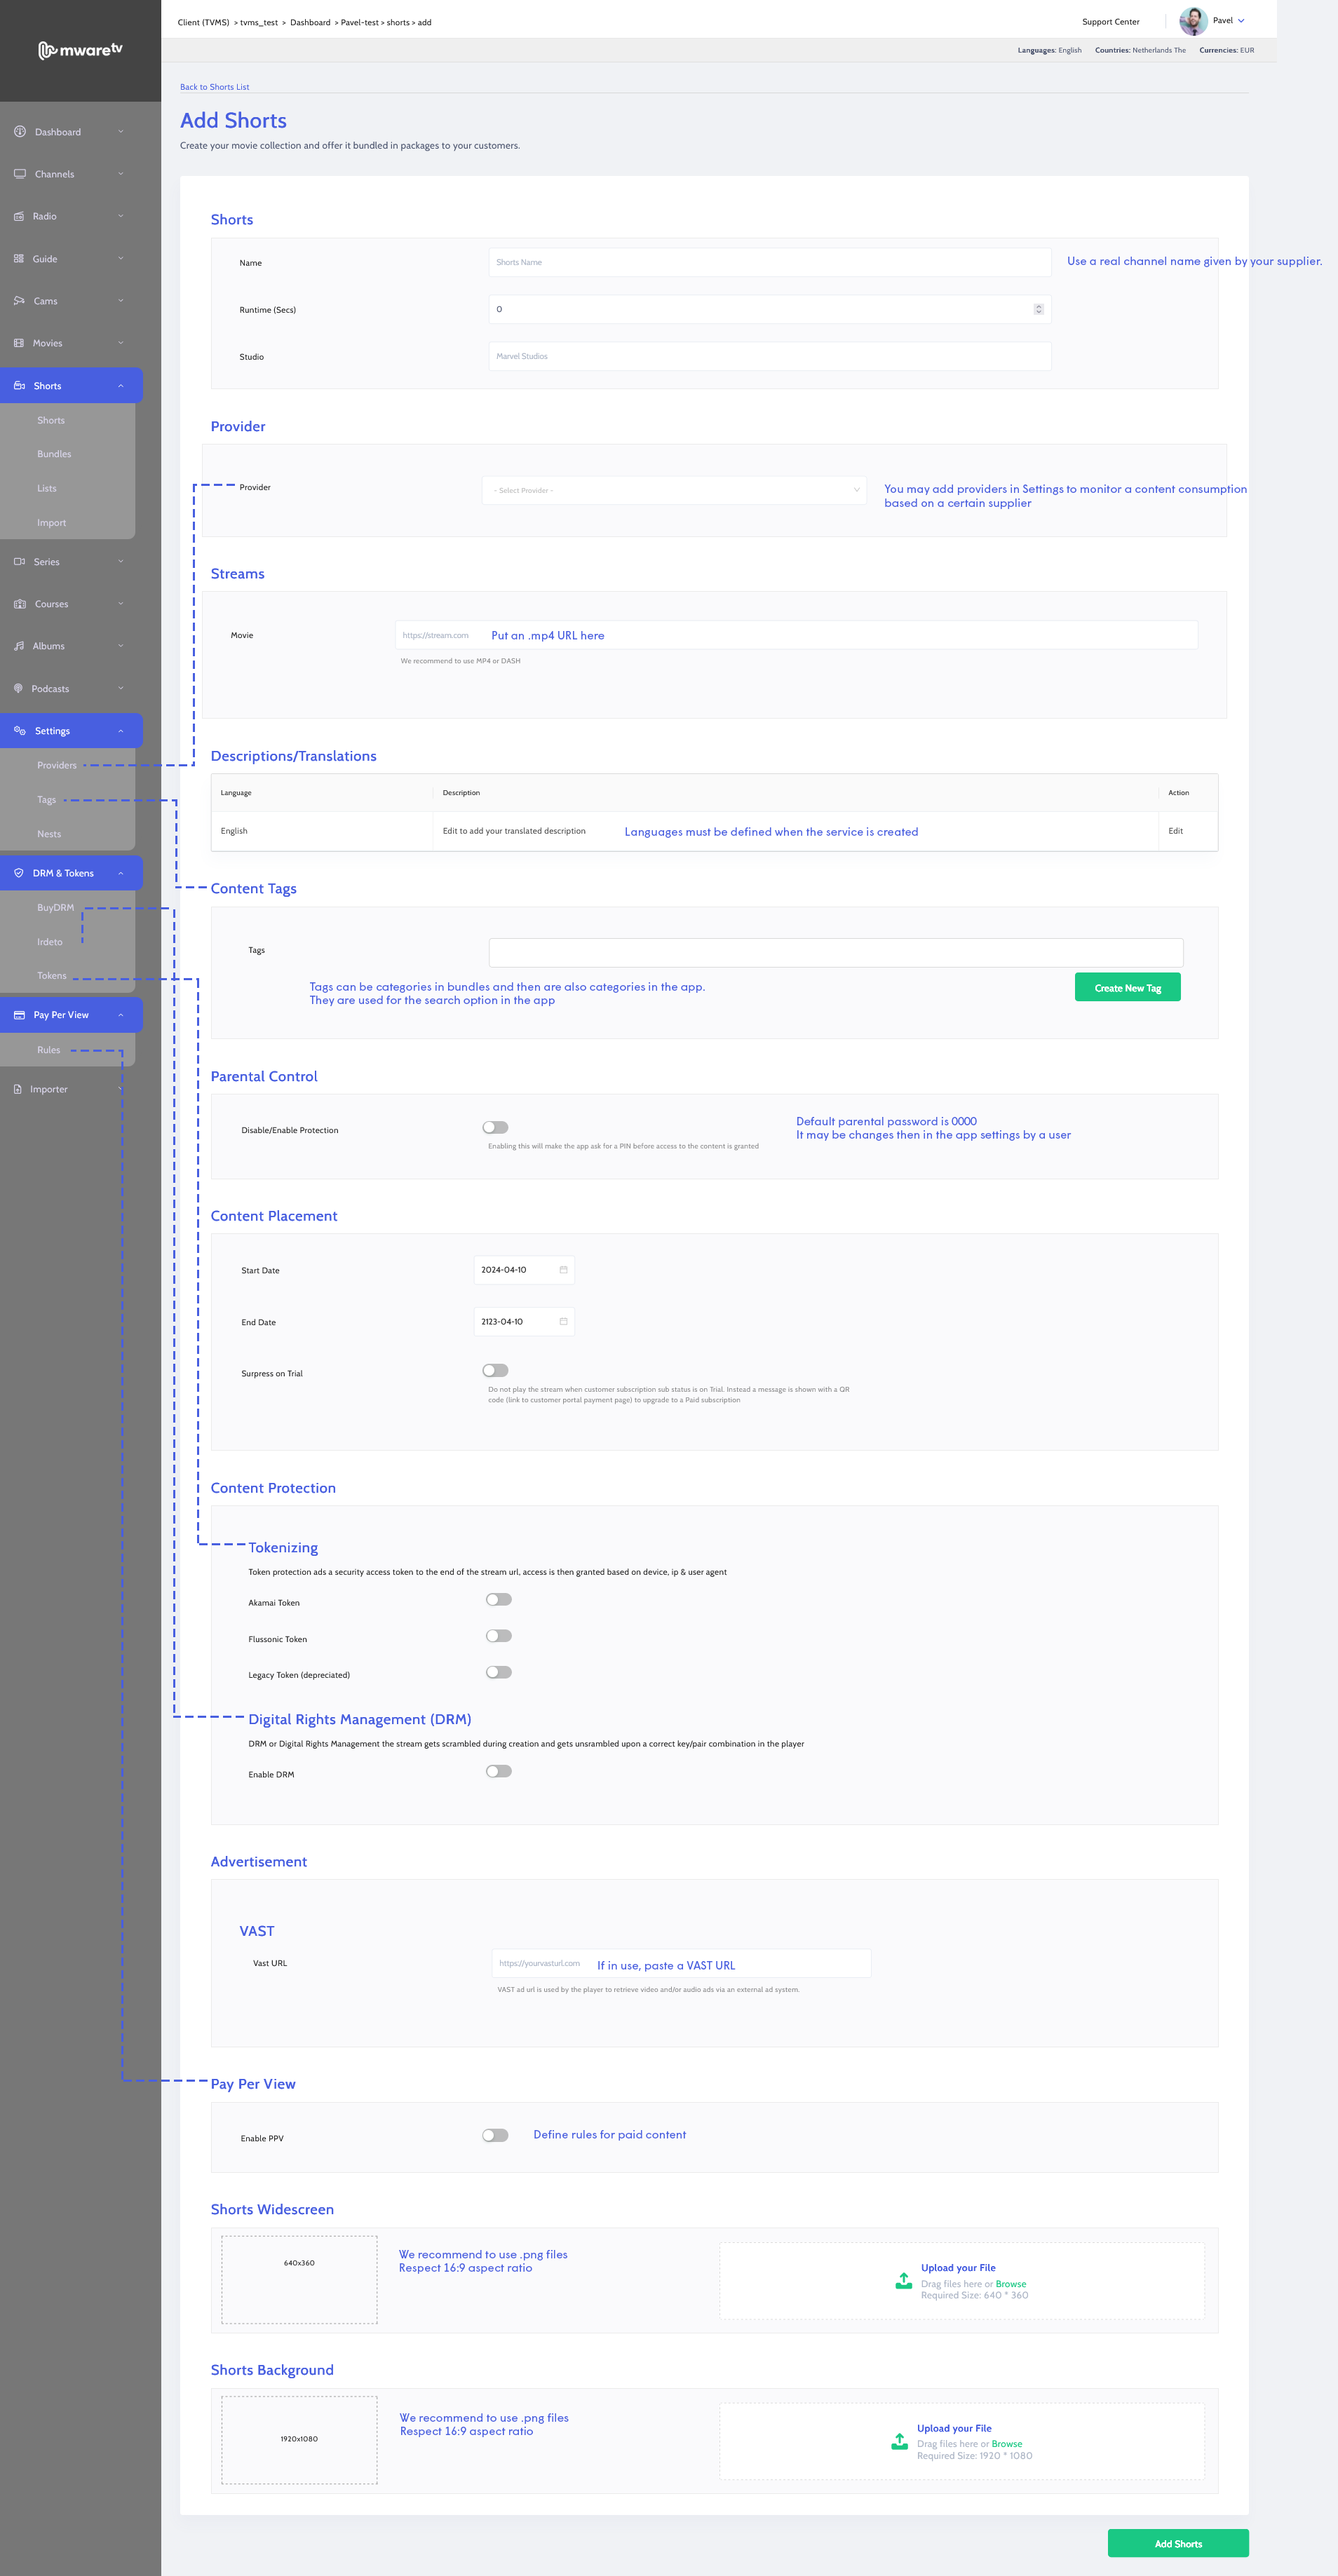 mwaretv
Client (TVMS) > tvms_test > Dashboard > Pavel-test > shorts > add
Support Center
Pavel
Languages: English Countries: Netherlands The Currencies: EUR
Dashboard
Channels
Radio
Guide
Cams
Movies
Shorts
Shorts
Bundles
Lists
Import
Series
Courses
Albums
Podcasts
Settings
Providers
Tags
Nests
DRM & Tokens
BuyDRM
Irdeto
Tokens
Pay Per View
Rules
Importer
Back to Shorts List
Add Shorts
Create your movie collection and offer it bundled in packages to your customers.
Shorts
Name
Shorts Name
Use a real channel name given by your supplier.
Runtime (Secs)
0
Studio
Marvel Studios
Provider
Provider
- Select Provider -
You may add providers in Settings to monitor a content consumption
based on a certain supplier
Streams
Movie
https://stream.com
Put an .mp4 URL here
We recommend to use MP4 or DASH
Descriptions/Translations
Language
Description
Action
English
Edit to add your translated description
Languages must be defined when the service is created
Edit
Content Tags
Tags
Tags can be categories in bundles and then are also categories in the app.
They are used for the search option in the app
Create New Tag
Parental Control
Disable/Enable Protection
Enabling this will make the app ask for a PIN before access to the content is granted
Default parental password is 0000
It may be changes then in the app settings by a user
Content Placement
Start Date
2024-04-10
End Date
2123-04-10
Surpress on Trial
Do not play the stream when customer subscription sub status is on Trial. Instead a message is shown with a QR
code (link to customer portal payment page) to upgrade to a Paid subscription
Content Protection
Tokenizing
Token protection ads a security access token to the end of the stream url, access is then granted based on device, ip & user agent
Akamai Token
Flussonic Token
Legacy Token (depreciated)
Digital Rights Management (DRM)
DRM or Digital Rights Management the stream gets scrambled during creation and gets unsrambled upon a correct key/pair combination in the player
Enable DRM
Advertisement
VAST
Vast URL
https://yourvasturl.com
If in use, paste a VAST URL
VAST ad url is used by the player to retrieve video and/or audio ads via an external ad system.
Pay Per View
Enable PPV
Define rules for paid content
Shorts Widescreen
640x360
We recommend to use .png files
Respect 16:9 aspect ratio
Upload your File
Drag files here or Browse
Required Size: 640 * 360
Shorts Background
1920x1080
We recommend to use .png files
Respect 16:9 aspect ratio
Upload your File
Drag files here or Browse
Required Size: 1920 * 1080
Add Shorts